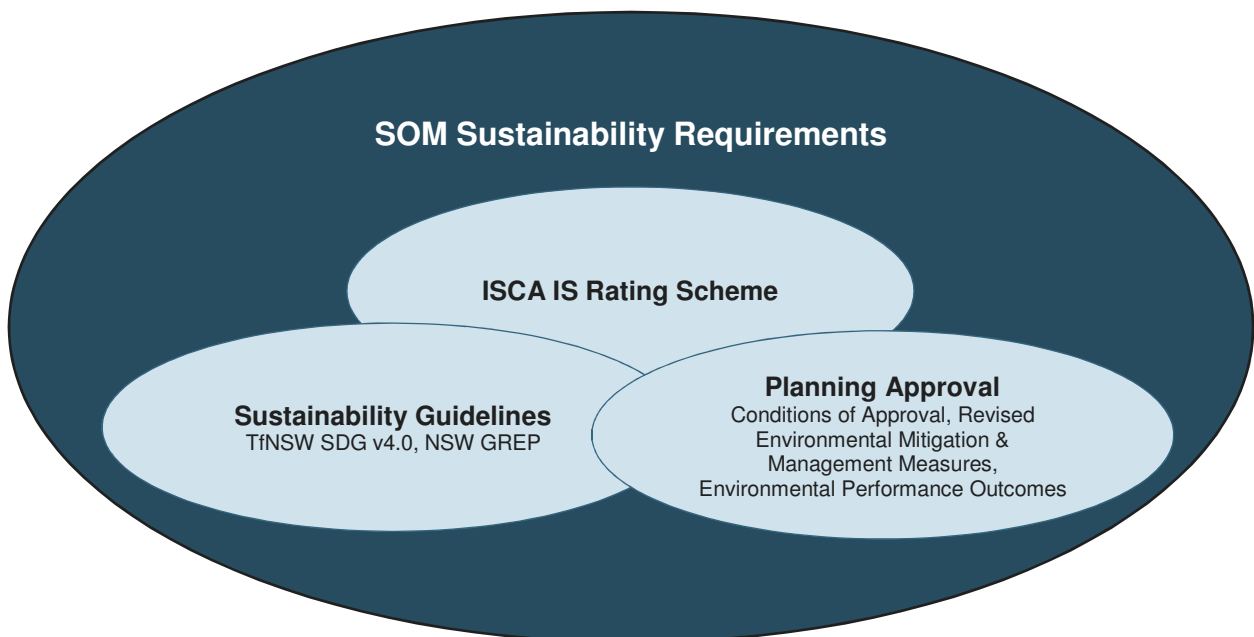 SOM Sustainability Requirements
ISCA IS Rating Scheme
Sustainability Guidelines
TfNSW SDG v4.0, NSW GREP
Planning Approval
Conditions of Approval, Revised
Environmental Mitigation &
Management Measures,
Environmental Performance Outcomes